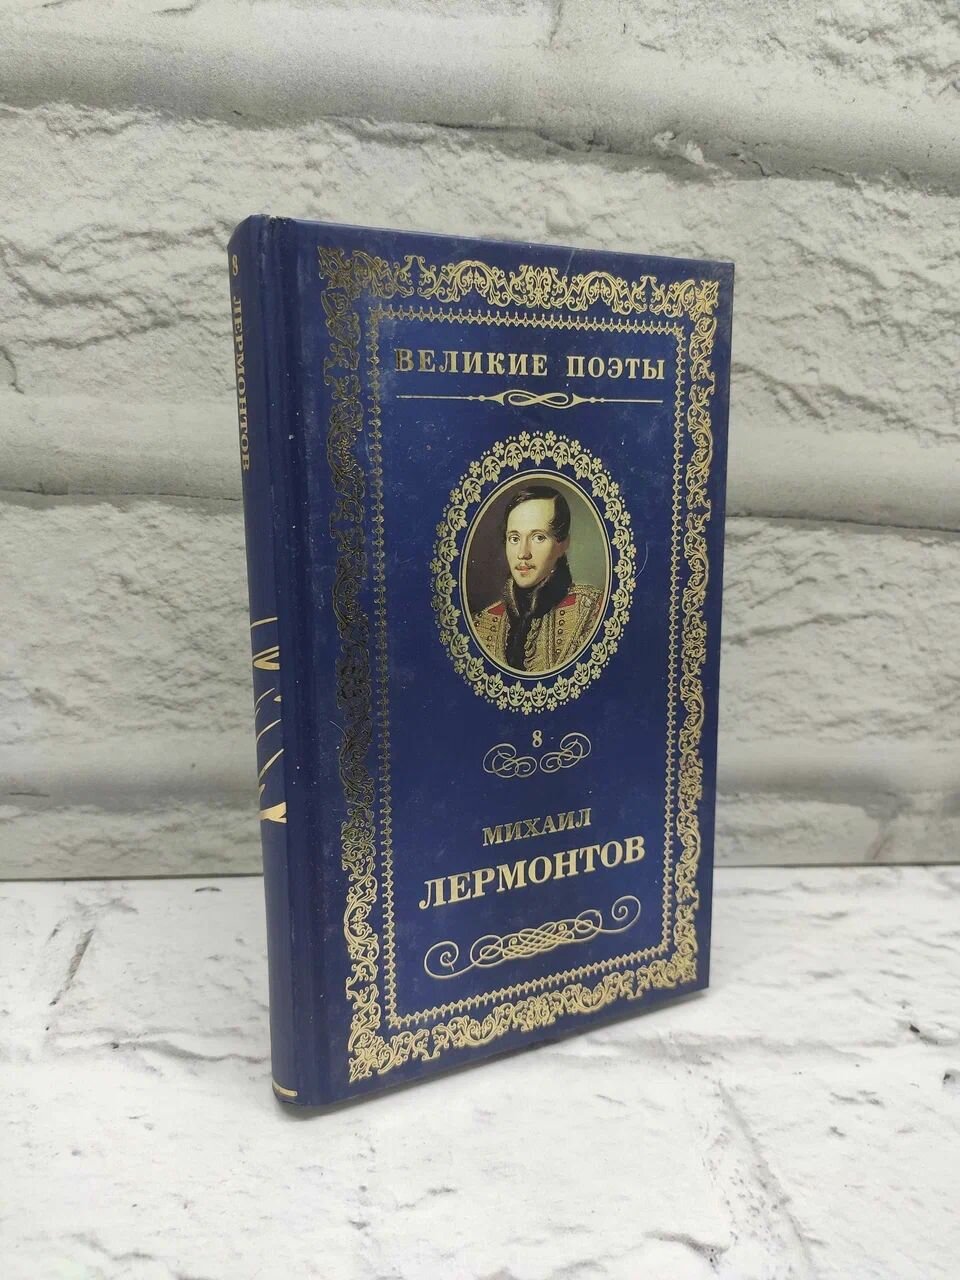 8 ЛЕРМОНТОВ
ВЕЛИКИЕ ПОЭТЫ
8
МИХАИЛ
ЛЕРМОНТОВ